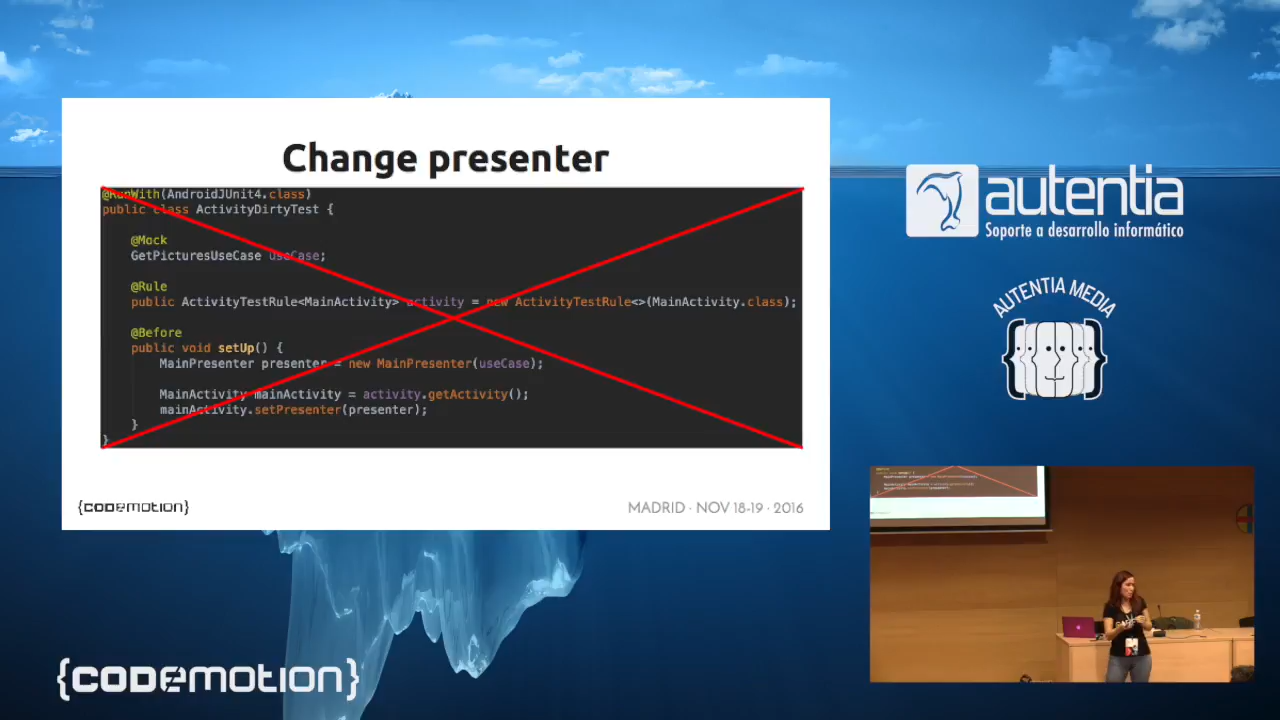 Change presenter
@RunWith(AndroidJUnit4.class)
public class ActivityDirtyTest {
@Mock
GetPicturesUseCase useCase;
@Rule
public ActivityTestRule<MainActivity> activity = new ActivityTestRule<>(MainActivity.class);
@Before
public void setUp() {
MainPresenter presenter = new MainPresenter(useCase);
MainActivity mainActivity = activity.getActivity();
mainActivity.setPresenter(presenter);
}
}
{CODEMOTION}
MADRID · NOV 18-19 · 2016
autentia
Soporte a desarrollo informático
AUTENTIA MEDIA
{CODEMOTION}